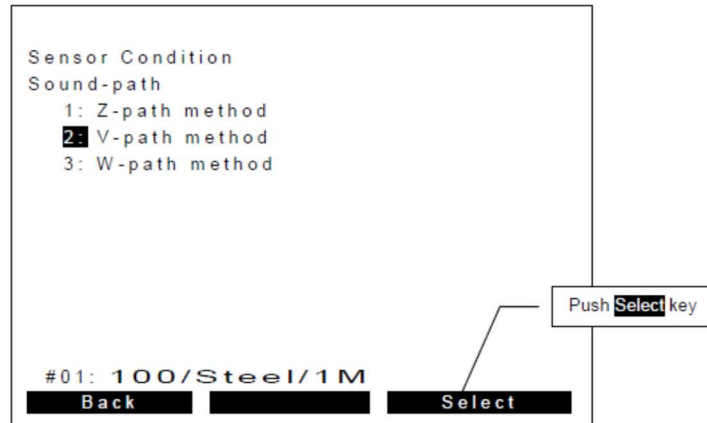 Sensor Condition
Sound-path
1: Z-path method
2: V-path method
3: W-path method
Push Select key
#01: 100/Steel/1M
Back Select